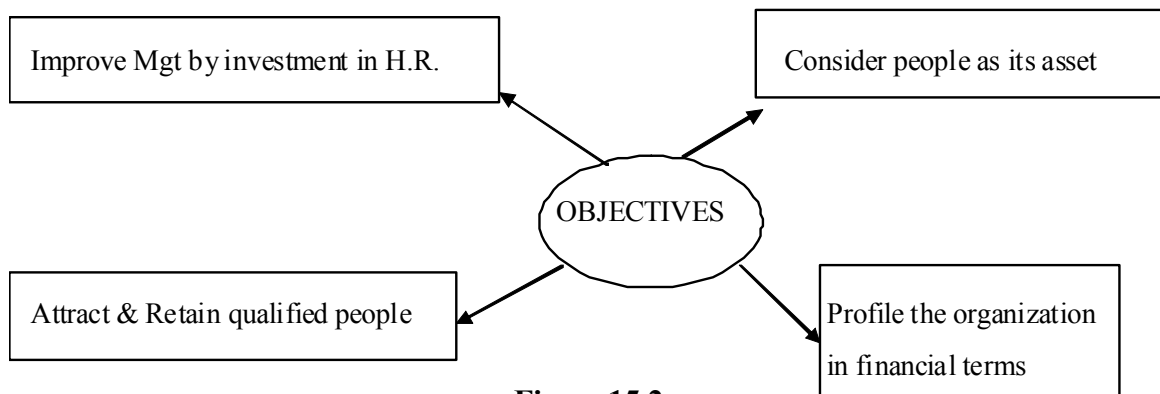 Improve Mgt by investment in H.R.
Consider people as its asset
OBJECTIVES
Attract & Retain qualified people
Profile the organization
in financial terms